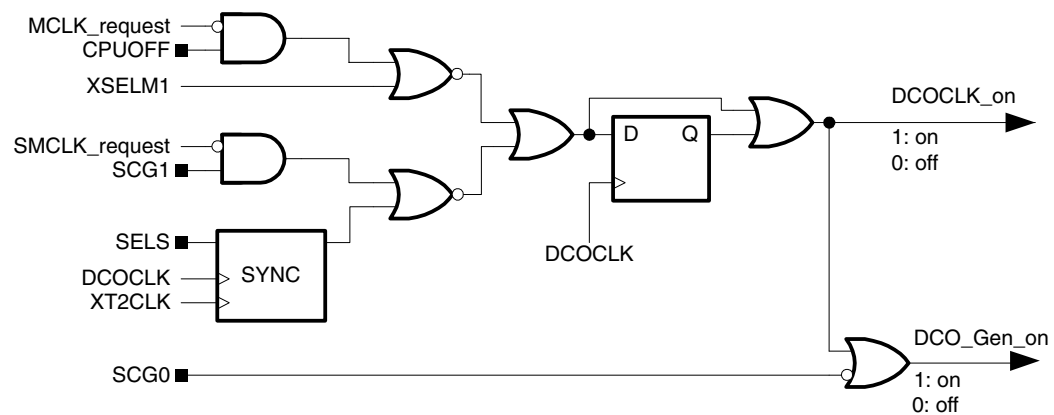 MCLK_request
CPUOFF
XSELM1
SMCLK_request
SCG1
SELS
DCOCLK
XT2CLK
SYNC
SCG0
D Q
DCOCLK
DCOCLK_on
1: on
0: off
DCO_Gen_on
1: on
0: off